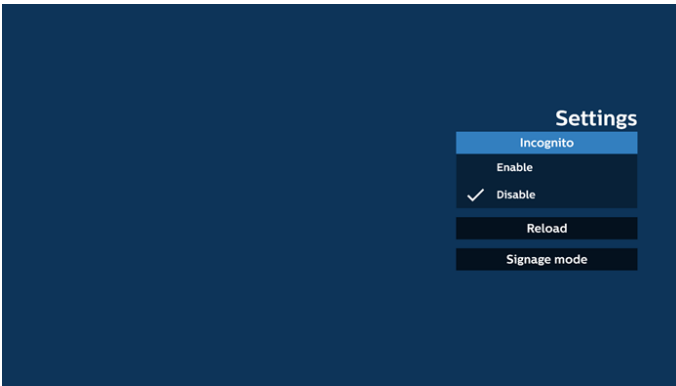 Settings
Incognito
Enable
Disable
Reload
Signage mode